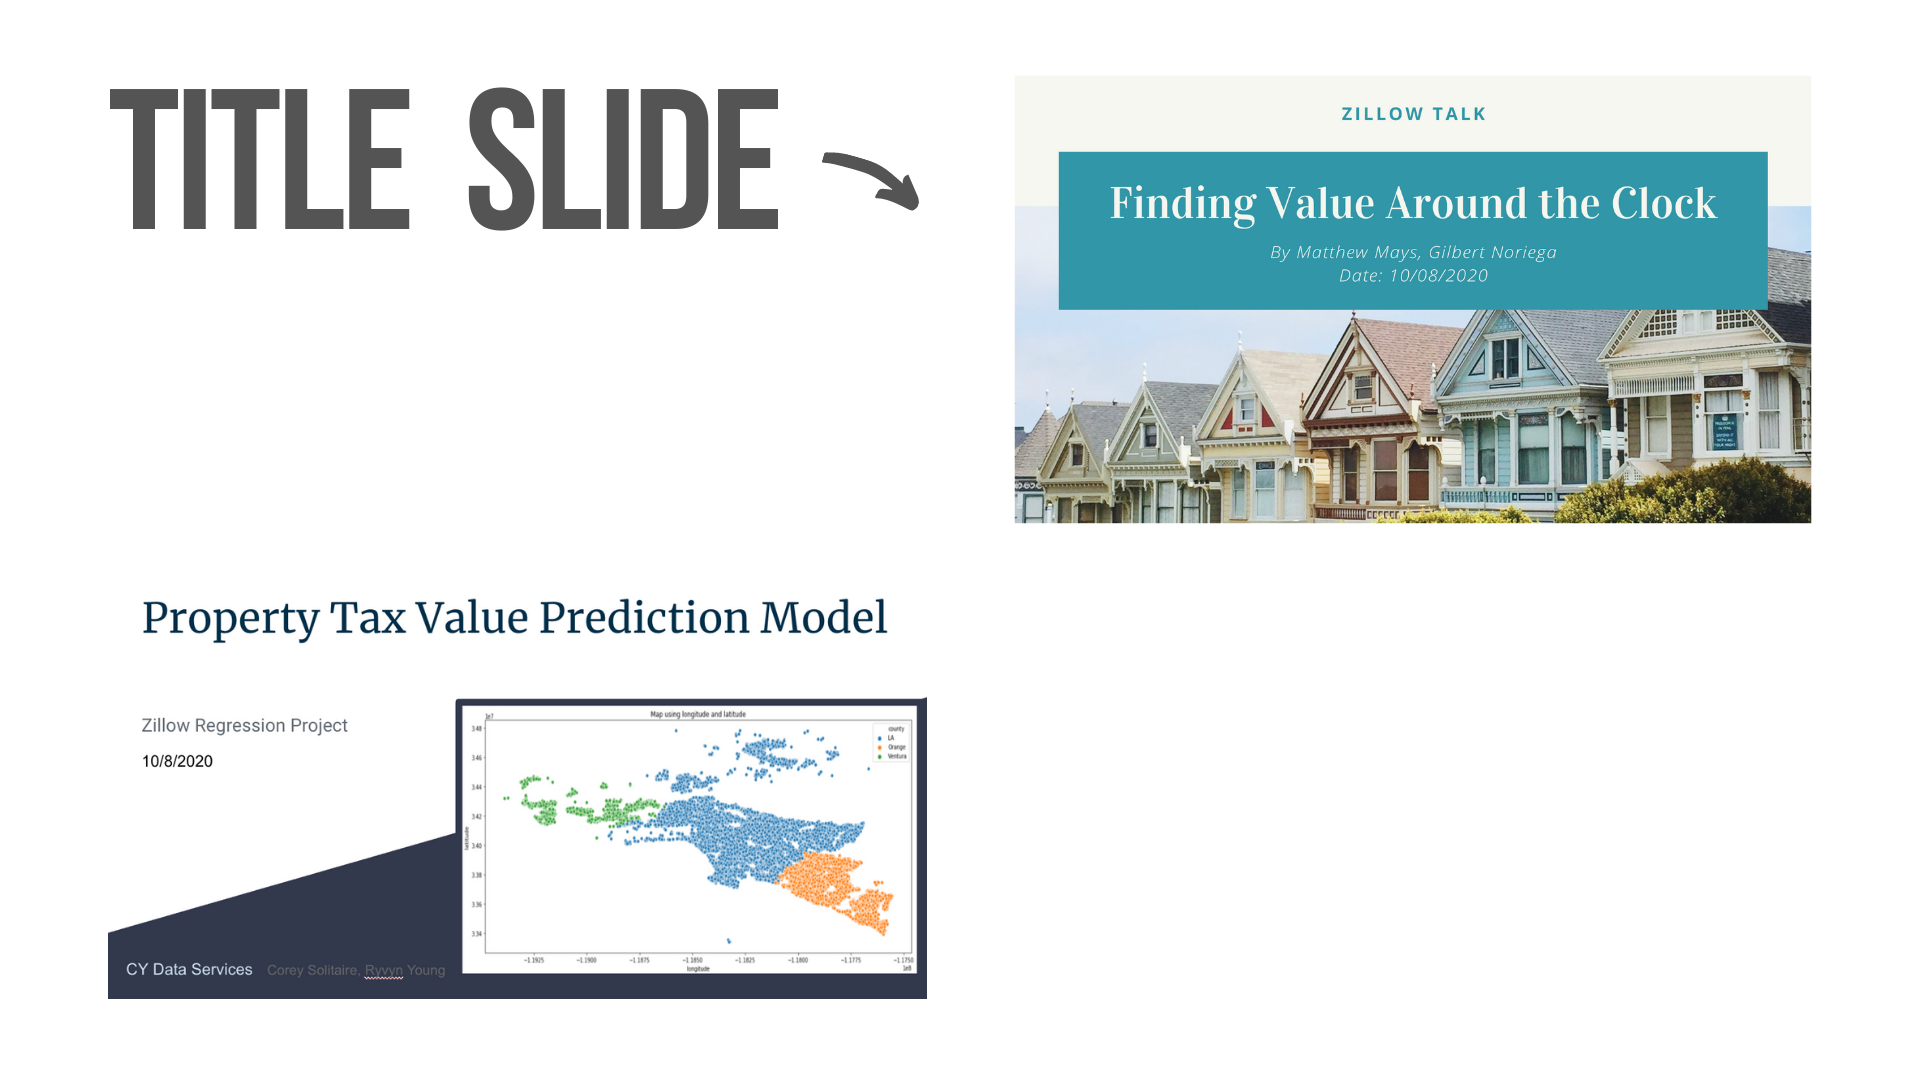 TITLE SLIDE
ZILLOW TALK
Finding Value Around the Clock
By Matthew Mays, Gilbert Noriega
Date: 10/08/2020
Property Tax Value Prediction Model
Zillow Regression Project
10/8/2020
Map using longitude and latitude
1e7
county
LA
Orange
Ventura
3.48
3.46
3.44
3.42
3.40
3.38
3.36
3.34
latitude
−1.1925 −1.1900 −1.1875 −1.1850 −1.1825 −1.1800 −1.1775 −1.1750
longitude
1e8
CY Data Services Corey Solitaire, Ryvyn Young